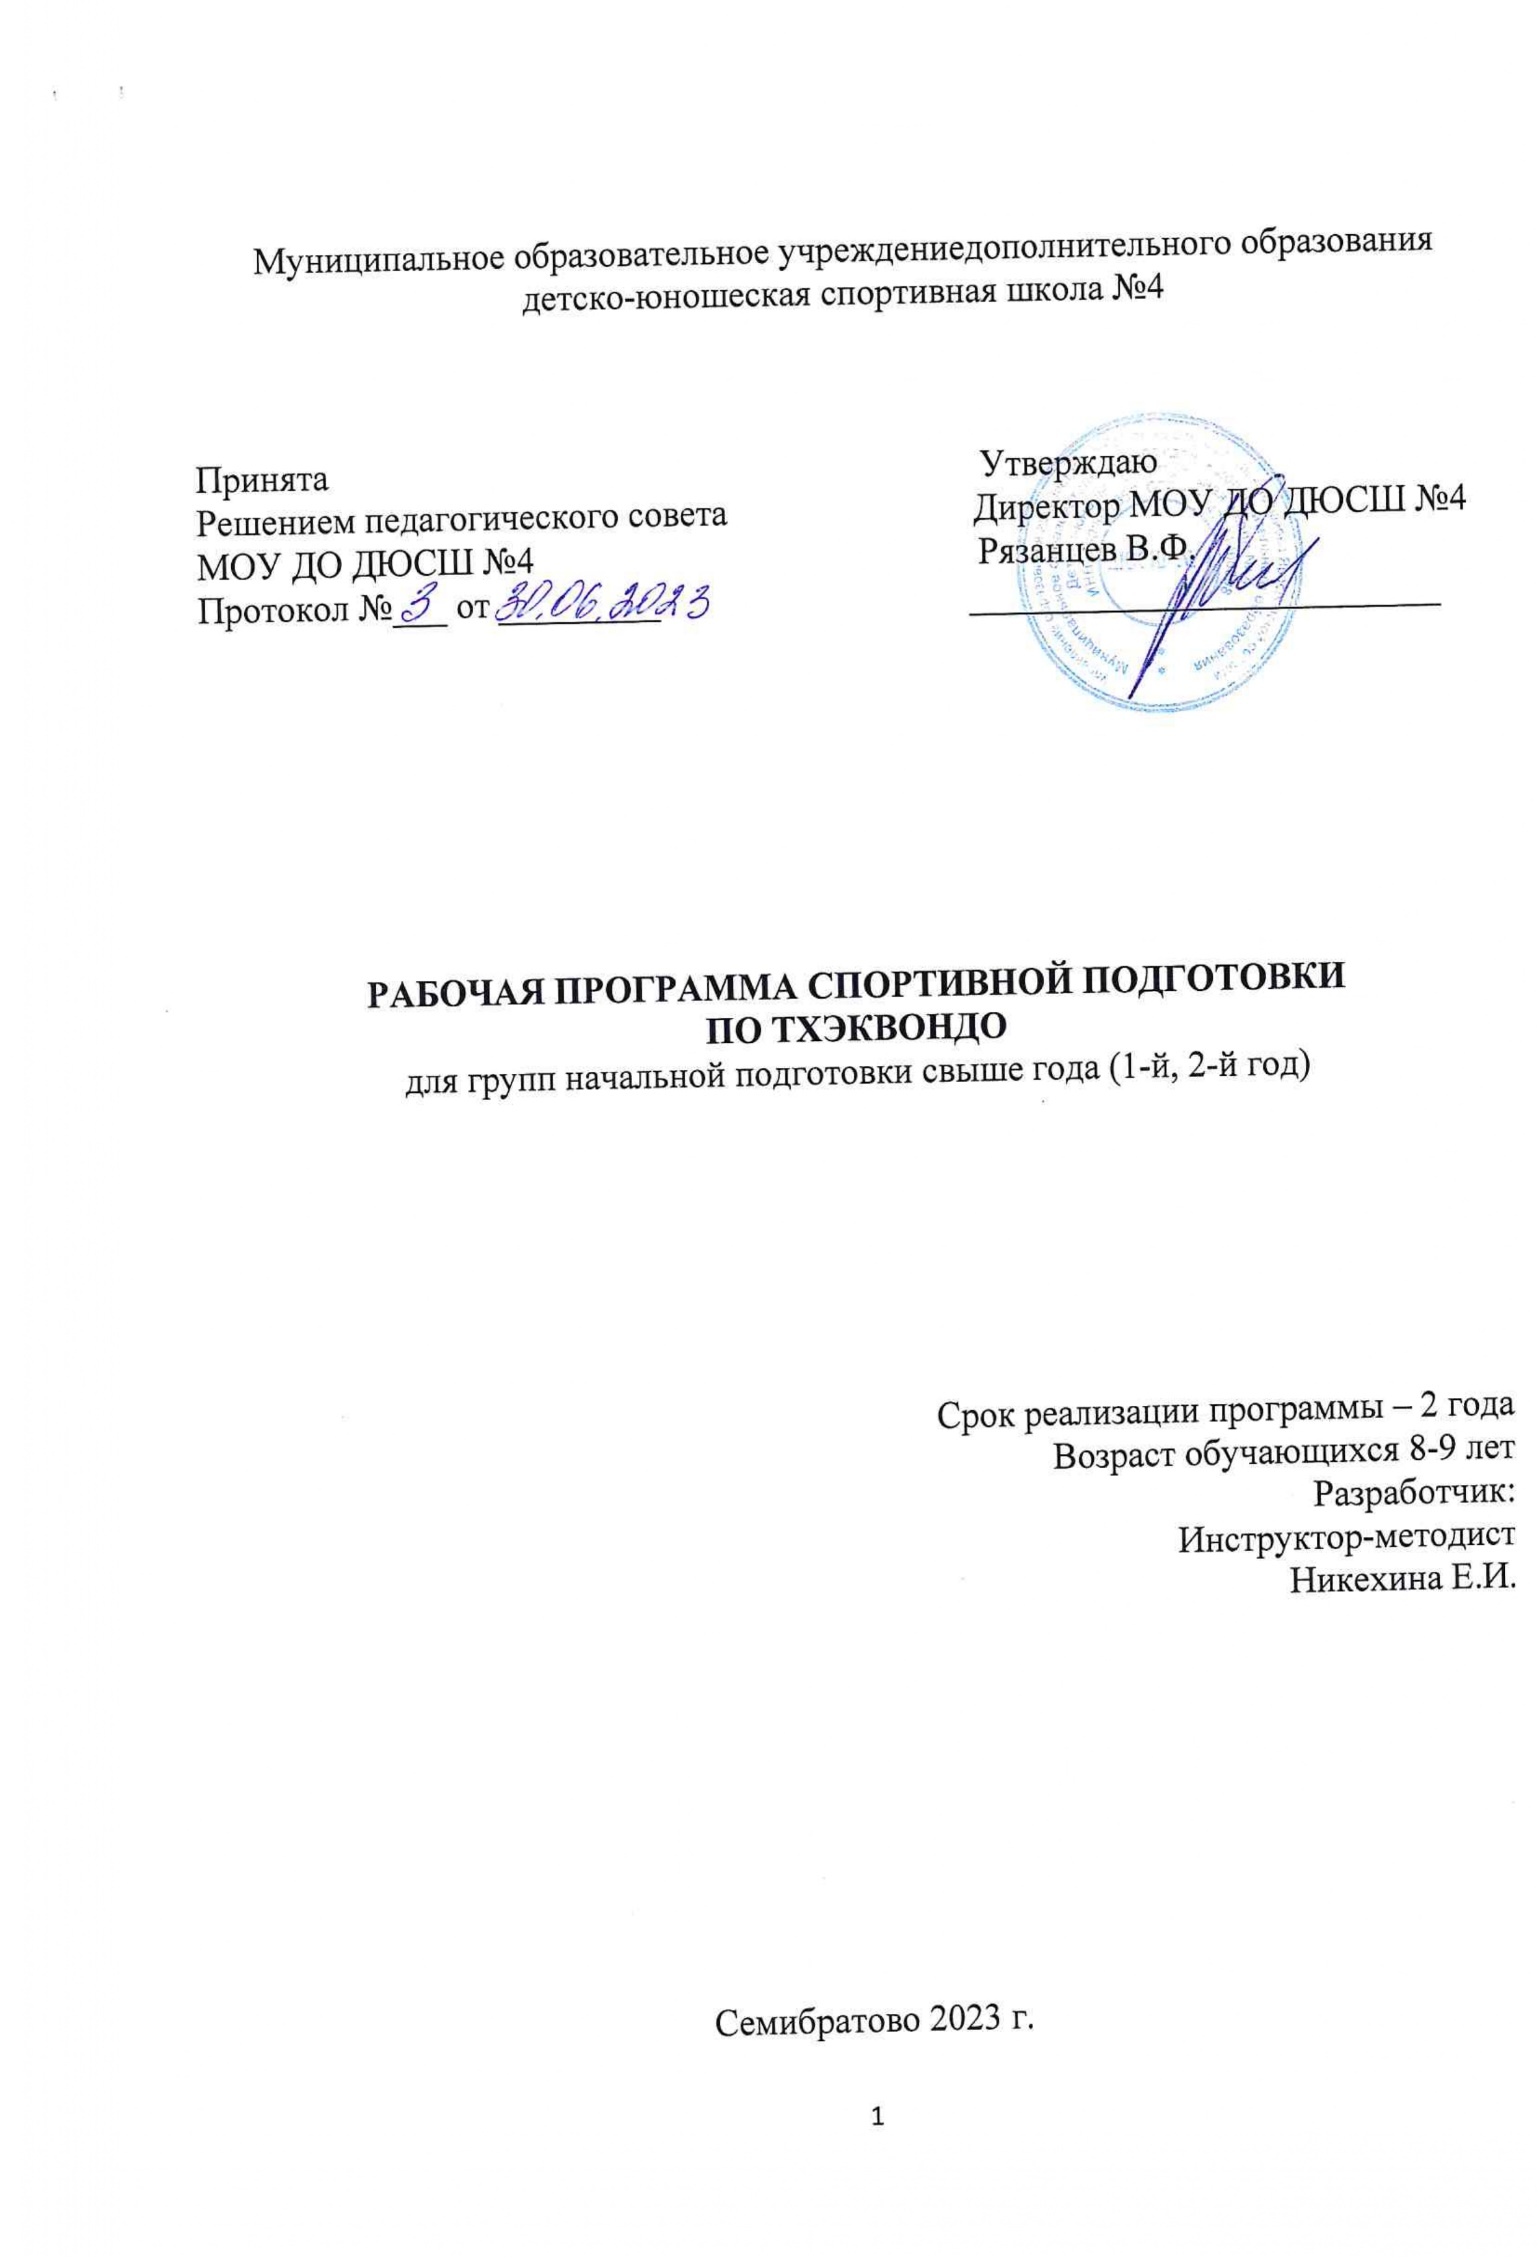 Муниципальное образовательное учреждениедополнительного образования
детско-юношеская спортивная школа №4
Принята
Решением педагогического совета
МОУ ДО ДЮСШ №4
Протокол № 3 от 30.06.2023
Утверждаю
Директор МОУ ДО ДЮСШ №4
Рязанцев В.Ф.
РАБОЧАЯ ПРОГРАММА СПОРТИВНОЙ ПОДГОТОВКИ
ПО ТХЭКВОНДО
для групп начальной подготовки свыше года (1-й, 2-й год)
Срок реализации программы – 2 года
Возраст обучающихся 8-9 лет
Разработчик:
Инструктор-методист
Никехина Е.И.
Семибратово 2023 г.
1